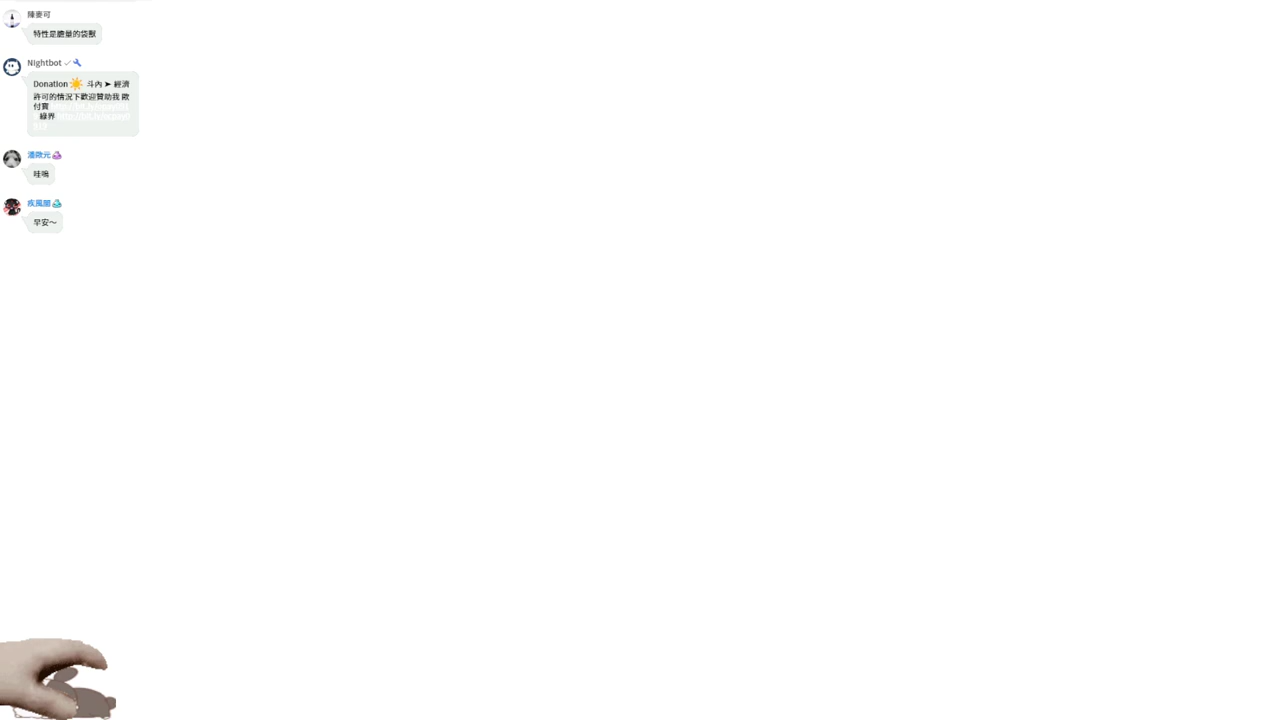 陳麥可
特性是膽量的袋獸
Nightbot
Donation ☀ 斗內 ➤ 經濟
許可的情況下歡迎贊助我 歐
付寶
綠界
潘歐元
哇嗚
疾風闇
早安～